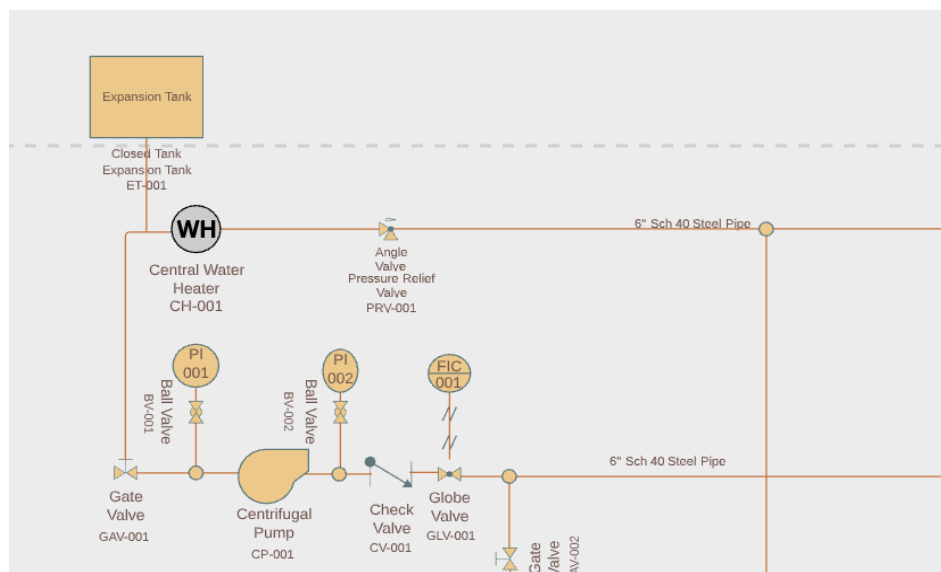 Expansion Tank
Closed Tank
Expansion Tank
ET-001
WH
6" Sch 40 Steel Pipe
Central Water
Heater
CH-001
Angle
Valve
Pressure Relief
Valve
PRV-001
PI
001
Ball Valve
BV-001
PI
002
Ball Valve
BV-002
FIC
001
6" Sch 40 Steel Pipe
Gate
Valve
GAV-001
Centrifugal
Pump
CP-001
Check
Valve
CV-001
Globe
Valve
GLV-001
Gate
Valve
AV-002